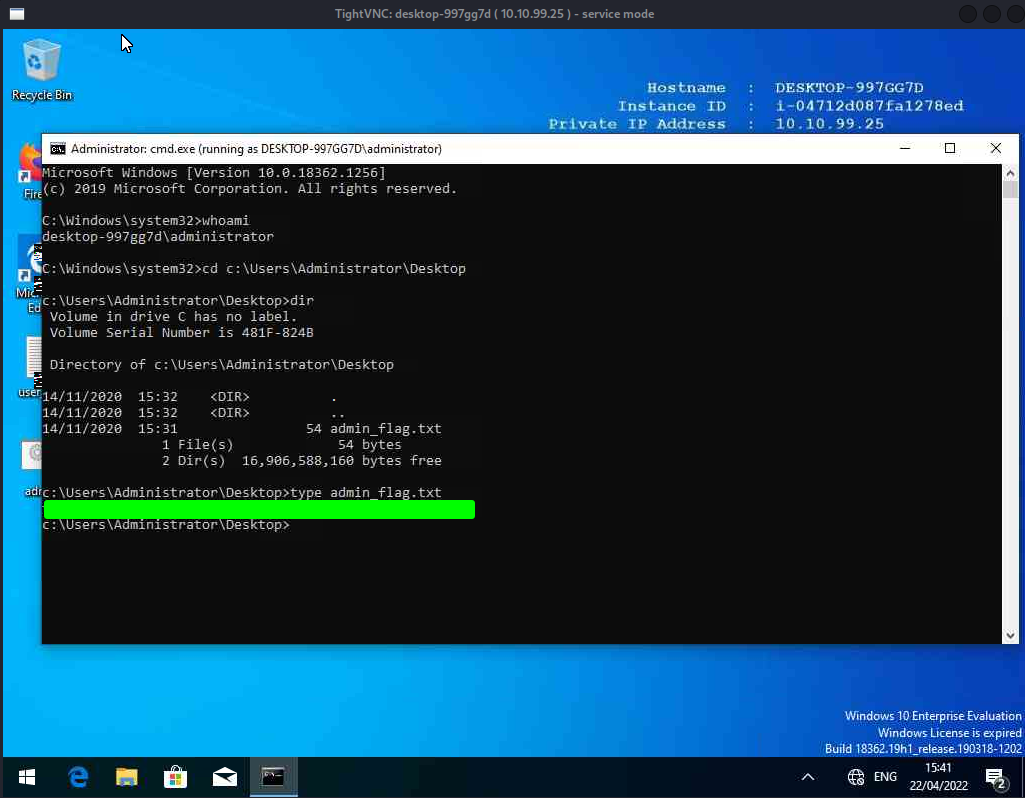 TightVNC: desktop-997gg7d ( 10.10.99.25 ) - service mode
Recycle Bin
Hostname : DESKTOP-997GG7D
Instance ID : i-04712d087fa1278ed
Private IP Address : 10.10.99.25
Administrator: cmd.exe (running as DESKTOP-997GG7D\administrator)
Microsoft Windows [Version 10.0.18362.1256]
(c) 2019 Microsoft Corporation. All rights reserved.
C:\Windows\system32>whoami
desktop-997gg7d\administrator
C:\Windows\system32>cd c:\Users\Administrator\Desktop
c:\Users\Administrator\Desktop>dir
Volume in drive C has no label.
Volume Serial Number is 481F-824B
Directory of c:\Users\Administrator\Desktop
14/11/2020 15:32 <DIR> .
14/11/2020 15:32 <DIR> ..
14/11/2020 15:31 54 admin_flag.txt
1 File(s) 54 bytes
2 Dir(s) 16,906,588,160 bytes free
c:\Users\Administrator\Desktop>type admin_flag.txt
c:\Users\Administrator\Desktop>
Fire
Mic
Ed
user
adr
Windows 10 Enterprise Evaluation
Windows License is expired
Build 18362.19h1_release.190318-1202
ENG
15:41
22/04/2022
2